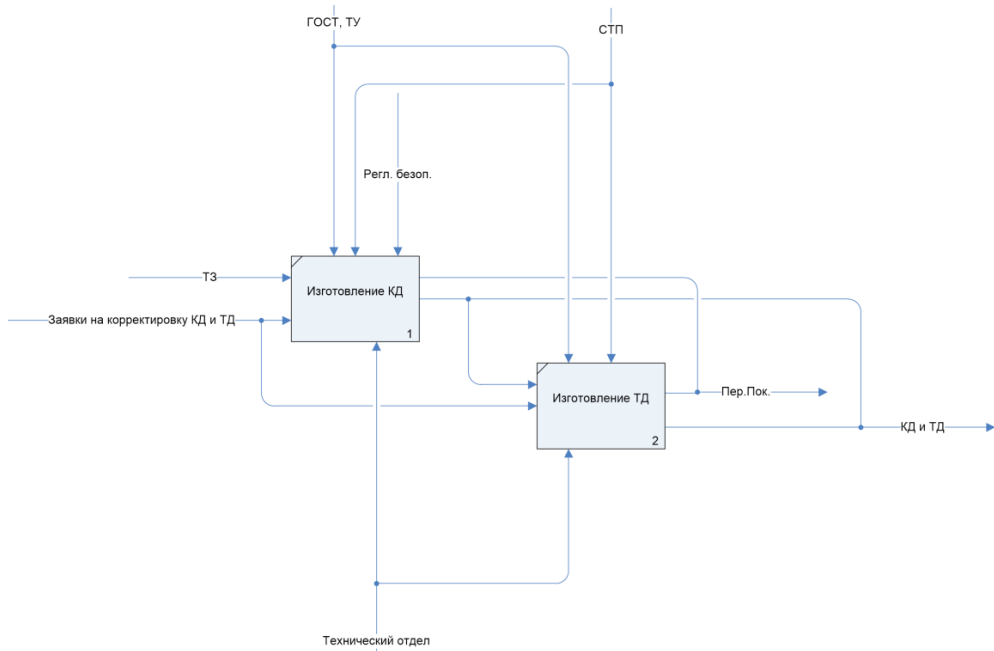 ГОСТ, ТУ
СТП
Регл. безоп.
ТЗ
Изготовление КД
Заявки на корректировку КД и ТД
1
Изготовление ТД
Пер.Пок.
КД и ТД
2
Технический отдел